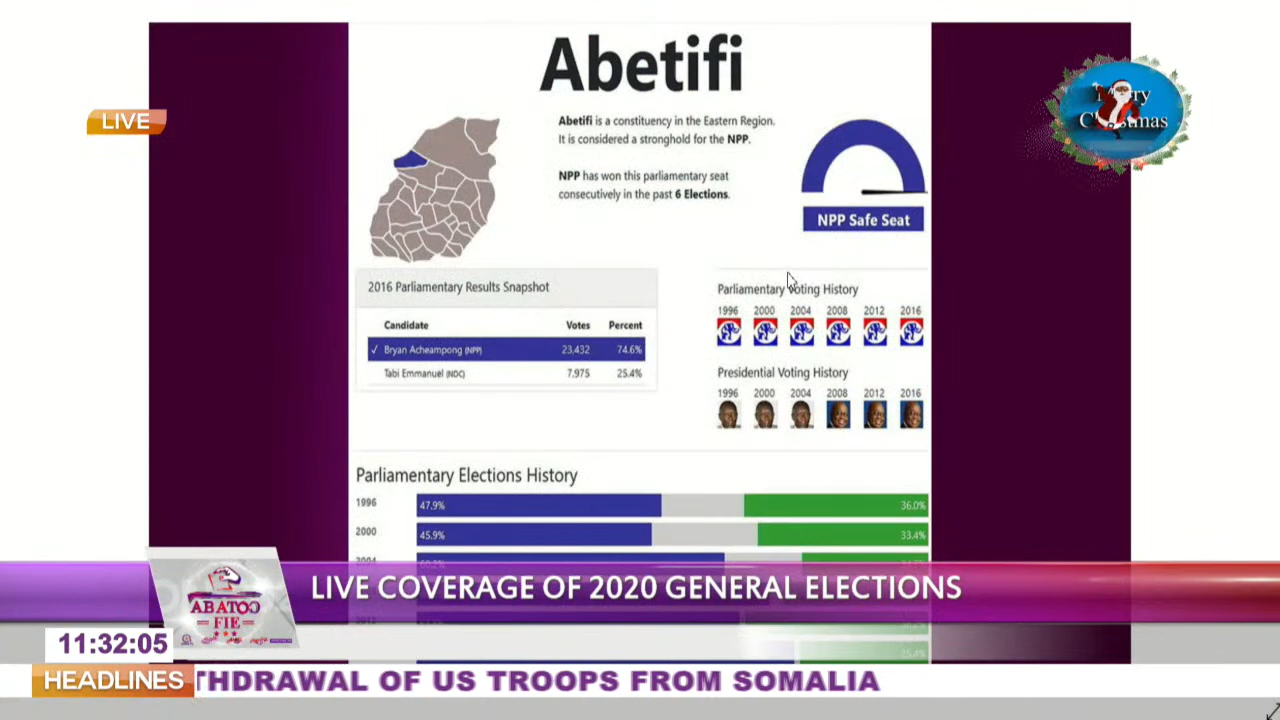 Abetifi
Abetifi is a constituency in the Eastern Region.
It is considered a stronghold for the NPP.
NPP has won this parliamentary seat
consecutively in the past 6 Elections.
NPP Safe Seat
LIVE
2016 Parliamentary Results Snapshot
Candidate Votes Percent
✓ Bryan Acheampong (NPP) 23,432 74.6%
Tabi Emmanuel (NDC) 7,975 25.4%
Parliamentary Voting History
1996 2000 2004 2008 2012 2016
Presidential Voting History
1996 2000 2004 2008 2012 2016
Parliamentary Elections History
1996 47.9% 36.0%
2000 45.9% 33.4%
2004
LIVE COVERAGE OF 2020 GENERAL ELECTIONS
ABATOƆ
FIE
25.4%
11:32:05
HEADLINES THDRAWAL OF US TROOPS FROM SOMALIA